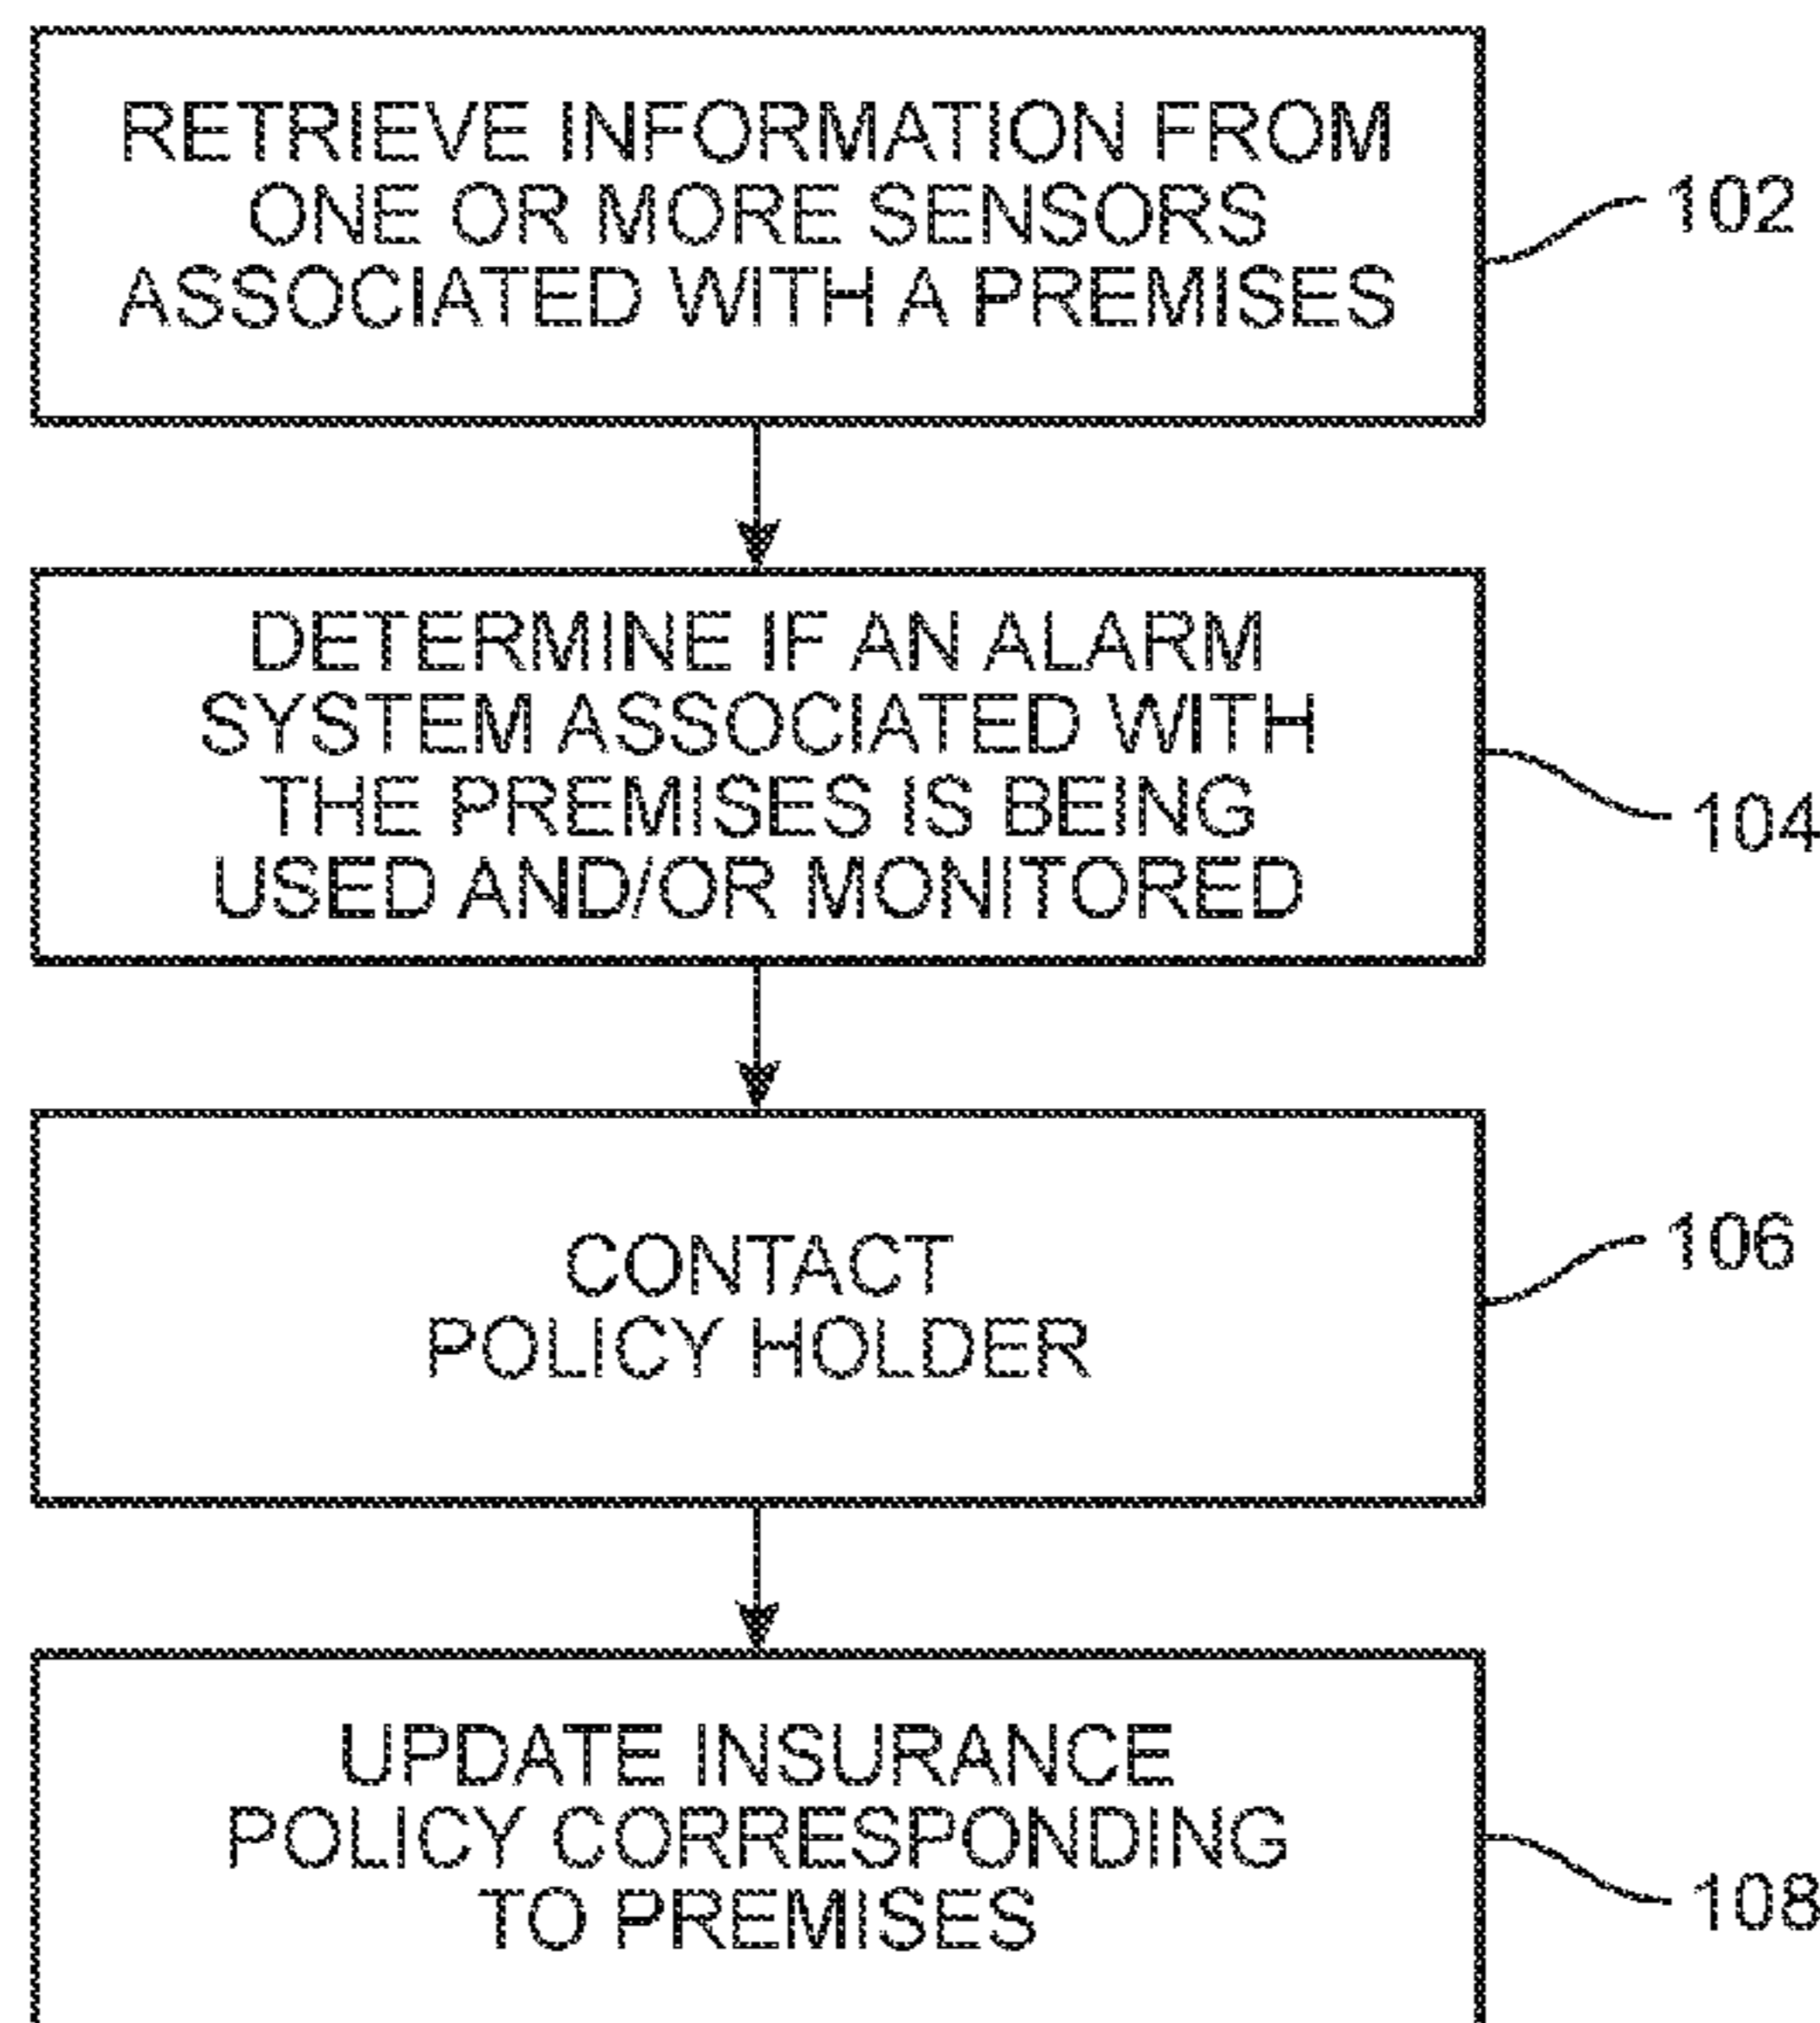 RETRIEVE INFORMATION FROM
ONE OR MORE SENSORS
ASSOCIATED WITH A PREMISES
102
DETERMINE IF AN ALARM
SYSTEM ASSOCIATED WITH
THE PREMISES IS BEING
USED AND/OR MONITORED
104
CONTACT
POLICY HOLDER
106
UPDATE INSURANCE
POLICY CORRESPONDING
TO PREMISES
108